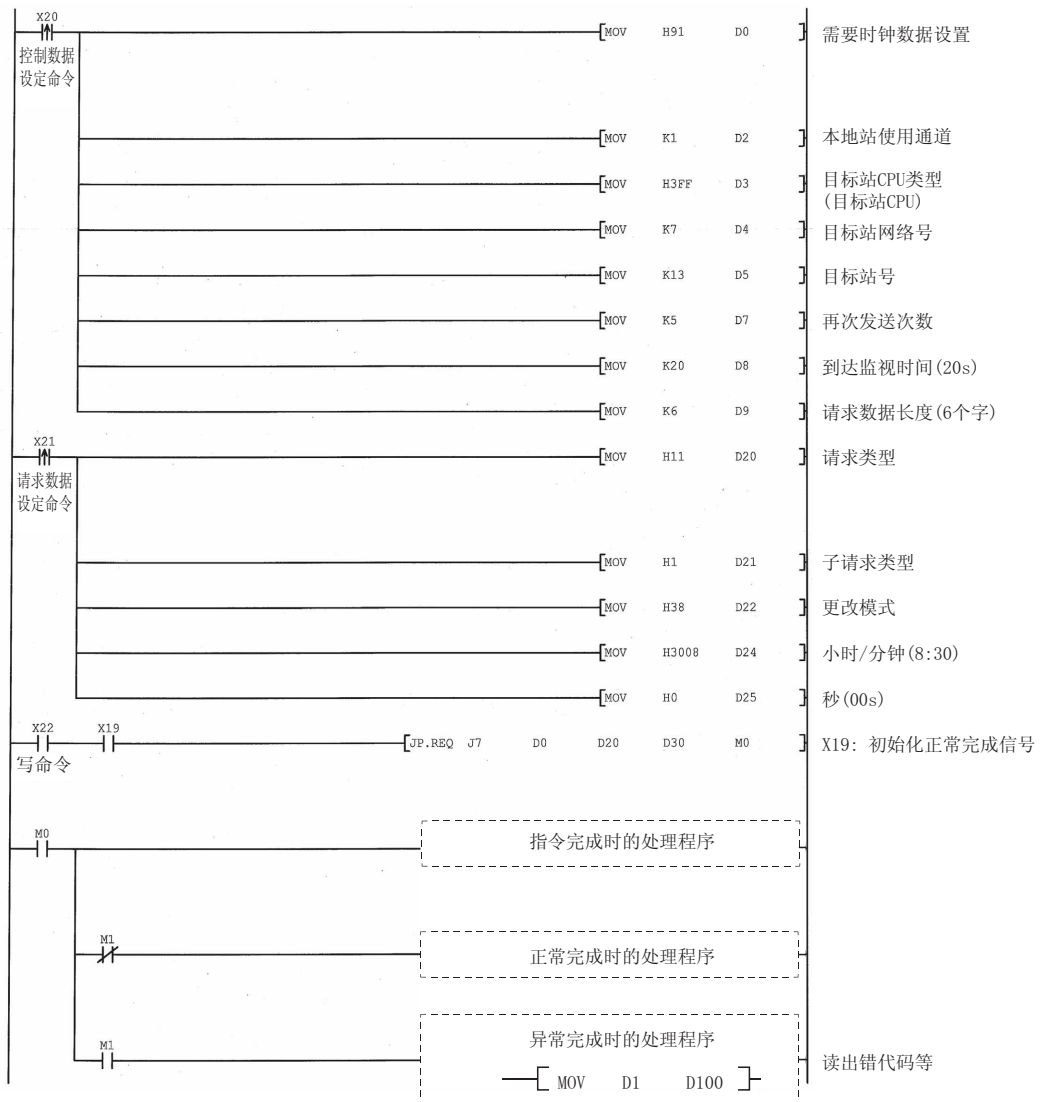 X20
[MOV H91 D0 ] 需要时钟数据设置
控制数据
设定命令
[MOV K1 D2 ] 本地站使用通道
[MOV H3FF D3 ] 目标站CPU类型
(目标站CPU)
[MOV K7 D4 ] 目标站网络号
[MOV K13 D5 ] 目标站号
[MOV K5 D7 ] 再次发送次数
[MOV K20 D8 ] 到达监视时间(20s)
[MOV K6 D9 ] 请求数据长度(6个字)
X21
[MOV H11 D20 ] 请求类型
请求数据
设定命令
[MOV H1 D21 ] 子请求类型
[MOV H38 D22 ] 更改模式
[MOV H3008 D24 ] 小时/分钟(8:30)
[MOV H0 D25 ] 秒(00s)
X22 X19
[JP.REQ J7 D0 D20 D30 M0 ] X19: 初始化正常完成信号
写命令
M0
指令完成时的处理程序
M1
正常完成时的处理程序
异常完成时的处理程序
M1
读出错代码等
[ MOV D1 D100 ]